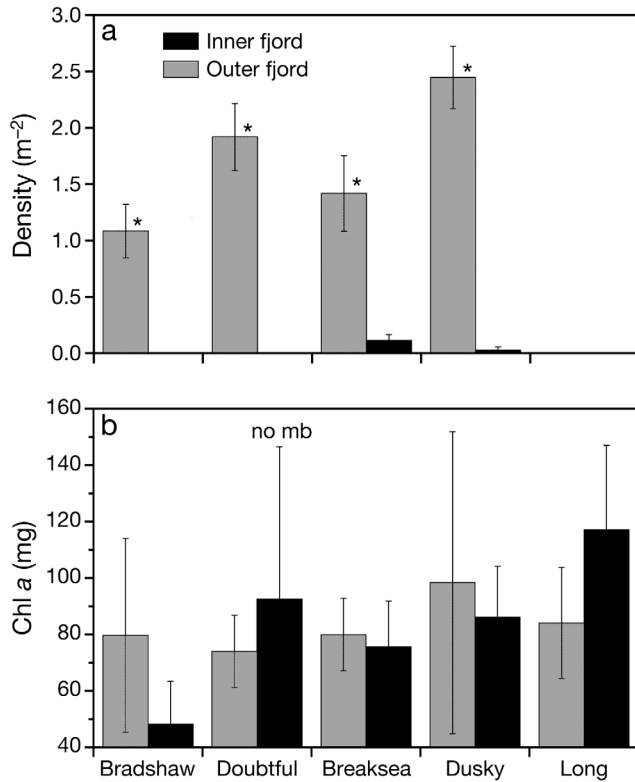 a
Inner fjord
Outer fjord
Density (m⁻²)
3.0
2.5
2.0
1.5
1.0
0.5
0.0
*
*
*
*
b
no mb
Chl a (mg)
160
140
120
100
80
60
40
Bradshaw Doubtful Breaksea Dusky Long